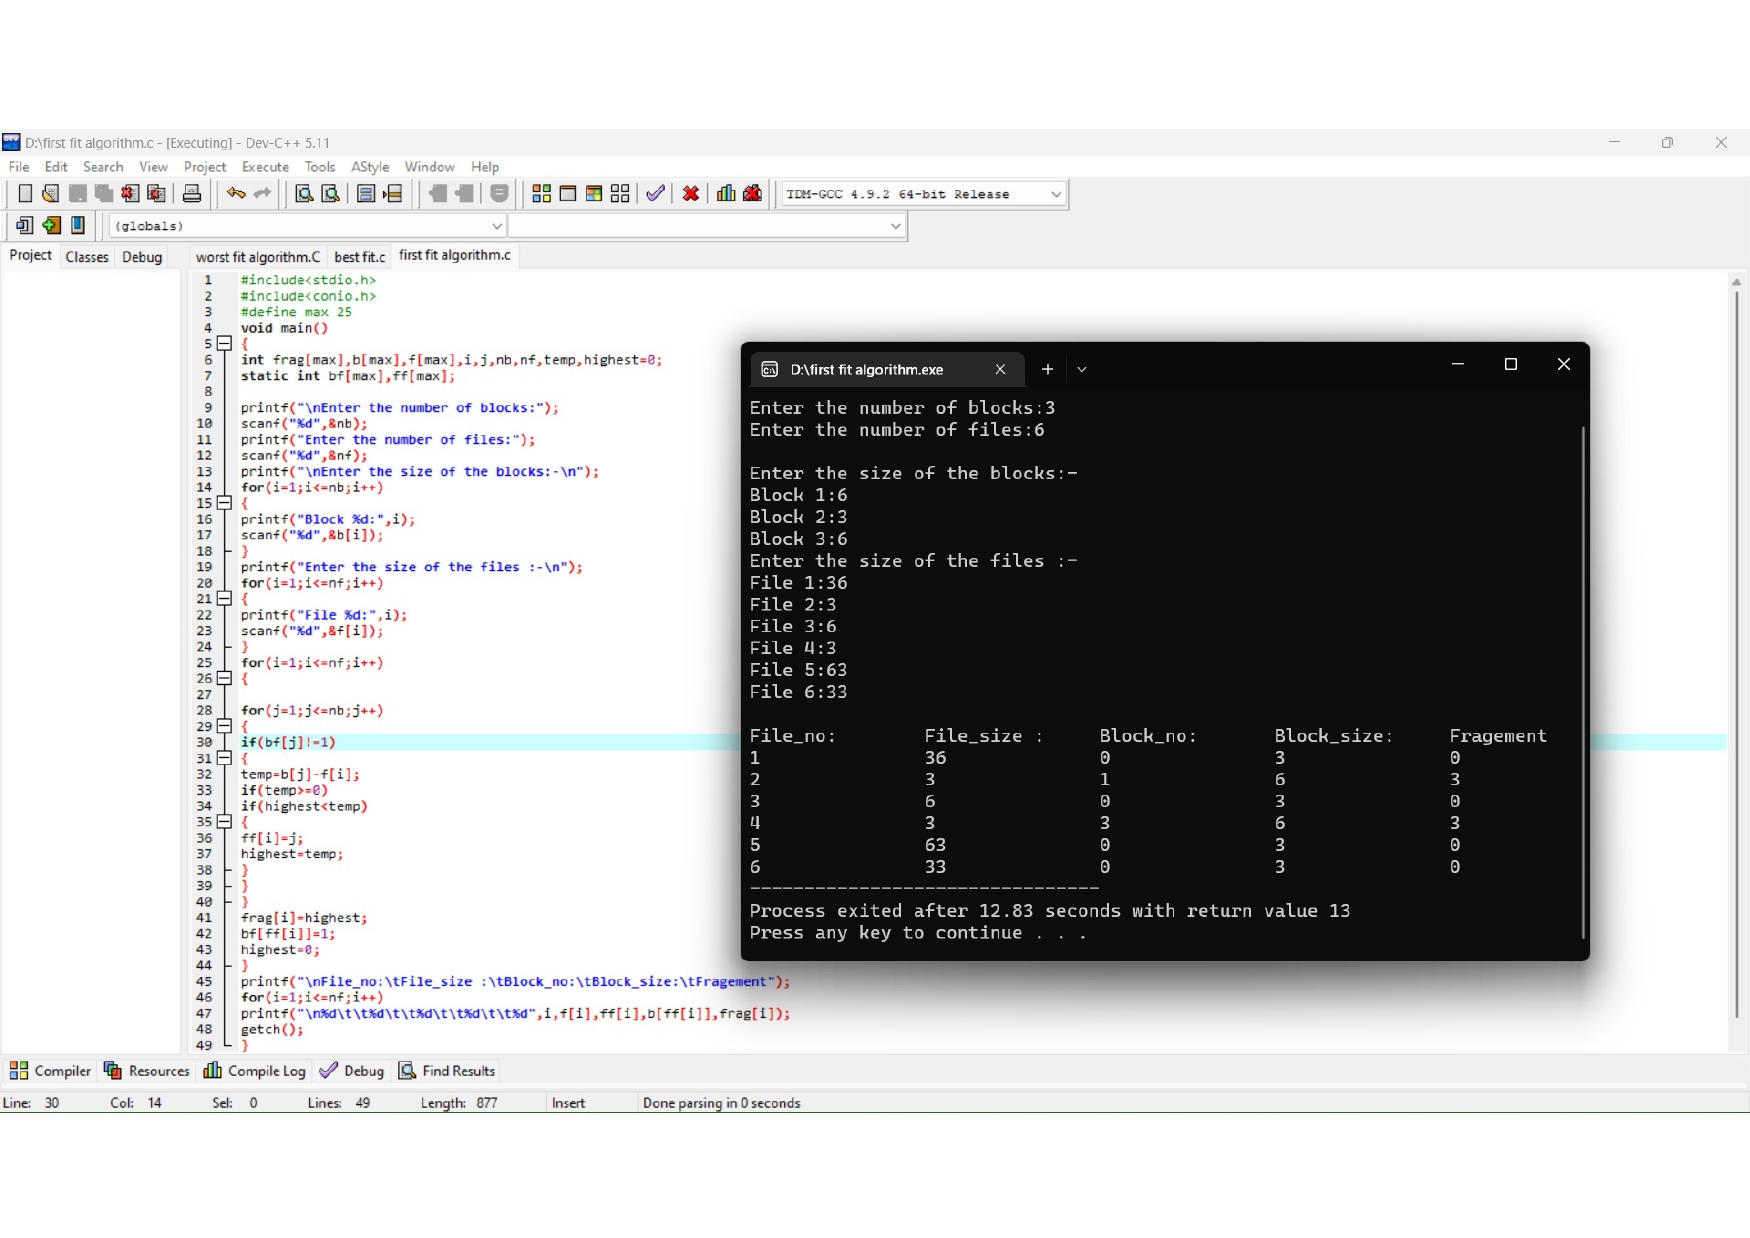 D:\first fit algorithm.c - [Executing] - Dev-C++ 5.11
File Edit Search View Project Execute Tools AStyle Window Help
TDM-GCC 4.9.2 64-bit Release
(globals)
Project Classes Debug worst fit algorithm.C best fit.c first fit algorithm.c
1 #include<stdio.h>
2 #include<conio.h>
3 #define max 25
4 void main()
5 {
6 int frag[max],b[max],f[max],i,j,nb,nf,temp,highest=0;
7 static int bf[max],ff[max];
8
9 printf("\nEnter the number of blocks:");
10 scanf("%d",&nb);
11 printf("Enter the number of files:");
12 scanf("%d",&nf);
13 printf("\nEnter the size of the blocks:-\n");
14 for(i=1;i<=nb;i++)
15 {
16 printf("Block %d:",i);
17 scanf("%d",&b[i]);
18 }
19 printf("Enter the size of the files :-\n");
20 for(i=1;i<=nf;i++)
21 {
22 printf("File %d:",i);
23 scanf("%d",&f[i]);
24 }
25 for(i=1;i<=nf;i++)
26 {
27
28 for(j=1;j<=nb;j++)
29 {
30 if(bf[j]!=1)
31 {
32 temp=b[j]-f[i];
33 if(temp>=0)
34 if(highest<temp)
35 {
36 ff[i]=j;
37 highest=temp;
38 }
39 }
40 }
41 frag[i]=highest;
42 bf[ff[i]]=1;
43 highest=0;
44 }
45 printf("\nFile_no:\tFile_size :\tBlock_no:\tBlock_size:\tFragement");
46 for(i=1;i<=nf;i++)
47 printf("\n%d\t\t%d\t\t%d\t\t%d\t\t%d",i,f[i],ff[i],b[ff[i]],frag[i]);
48 getch();
49 }
D:\first fit algorithm.exe
Enter the number of blocks:3
Enter the number of files:6
Enter the size of the blocks:-
Block 1:6
Block 2:3
Block 3:6
Enter the size of the files :-
File 1:36
File 2:3
File 3:6
File 4:3
File 5:63
File 6:33
File_no: File_size : Block_no: Block_size: Fragement
1 36 0 3 0
2 3 1 6 3
3 6 0 3 0
4 3 3 6 3
5 63 0 3 0
6 33 0 3 0
--------------------------------
Process exited after 12.83 seconds with return value 13
Press any key to continue . . .
Compiler Resources Compile Log Debug Find Results
Line: 30 Col: 14 Sel: 0 Lines: 49 Length: 877 Insert Done parsing in 0 seconds